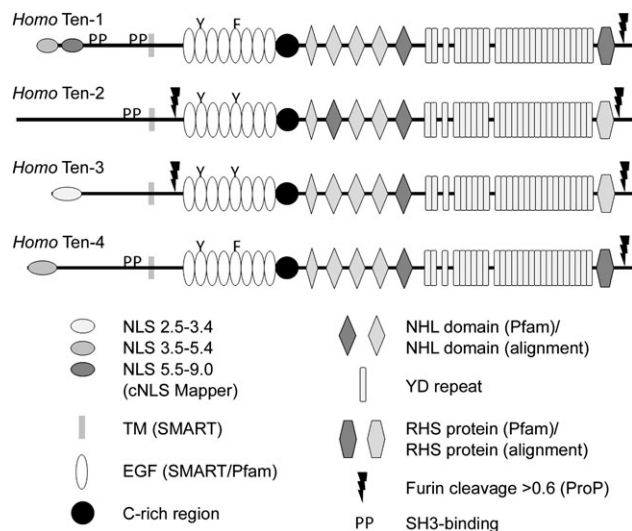 Homo Ten-1
PP PP Y F
Homo Ten-2
PP Y Y
Homo Ten-3
Y Y
Homo Ten-4
PP Y F
NLS 2.5-3.4
NLS 3.5-5.4
NLS 5.5-9.0
(cNLS Mapper)
TM (SMART)
EGF (SMART/Pfam)
C-rich region
NHL domain (Pfam)/
NHL domain (alignment)
YD repeat
RHS protein (Pfam)/
RHS protein (alignment)
Furin cleavage >0.6 (ProP)
PP SH3-binding